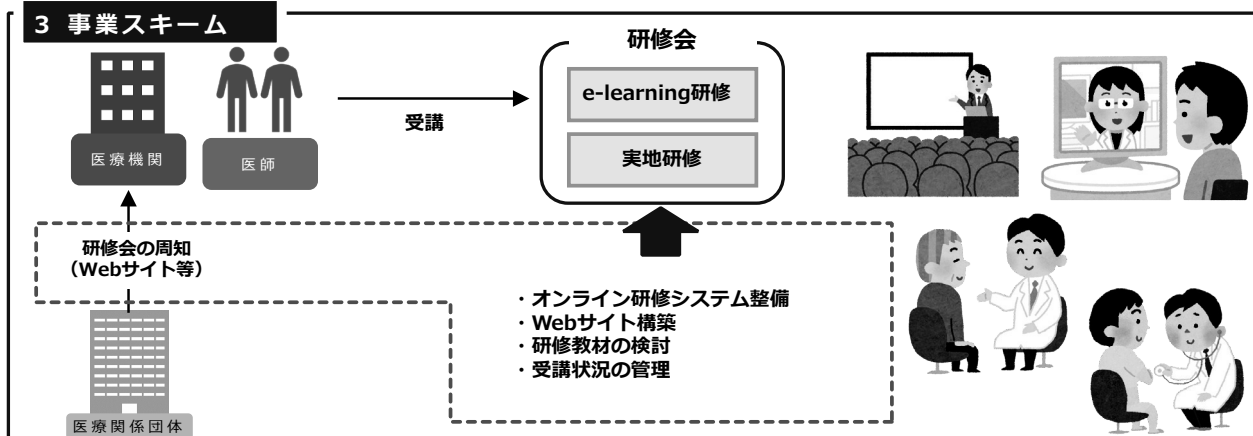 3 事業スキーム
研修会
e-learning研修
実地研修
受講
医療機関
医師
研修会の周知
(Webサイト等)
・オンライン研修システム整備
・Webサイト構築
・研修教材の検討
・受講状況の管理
医療関係団体